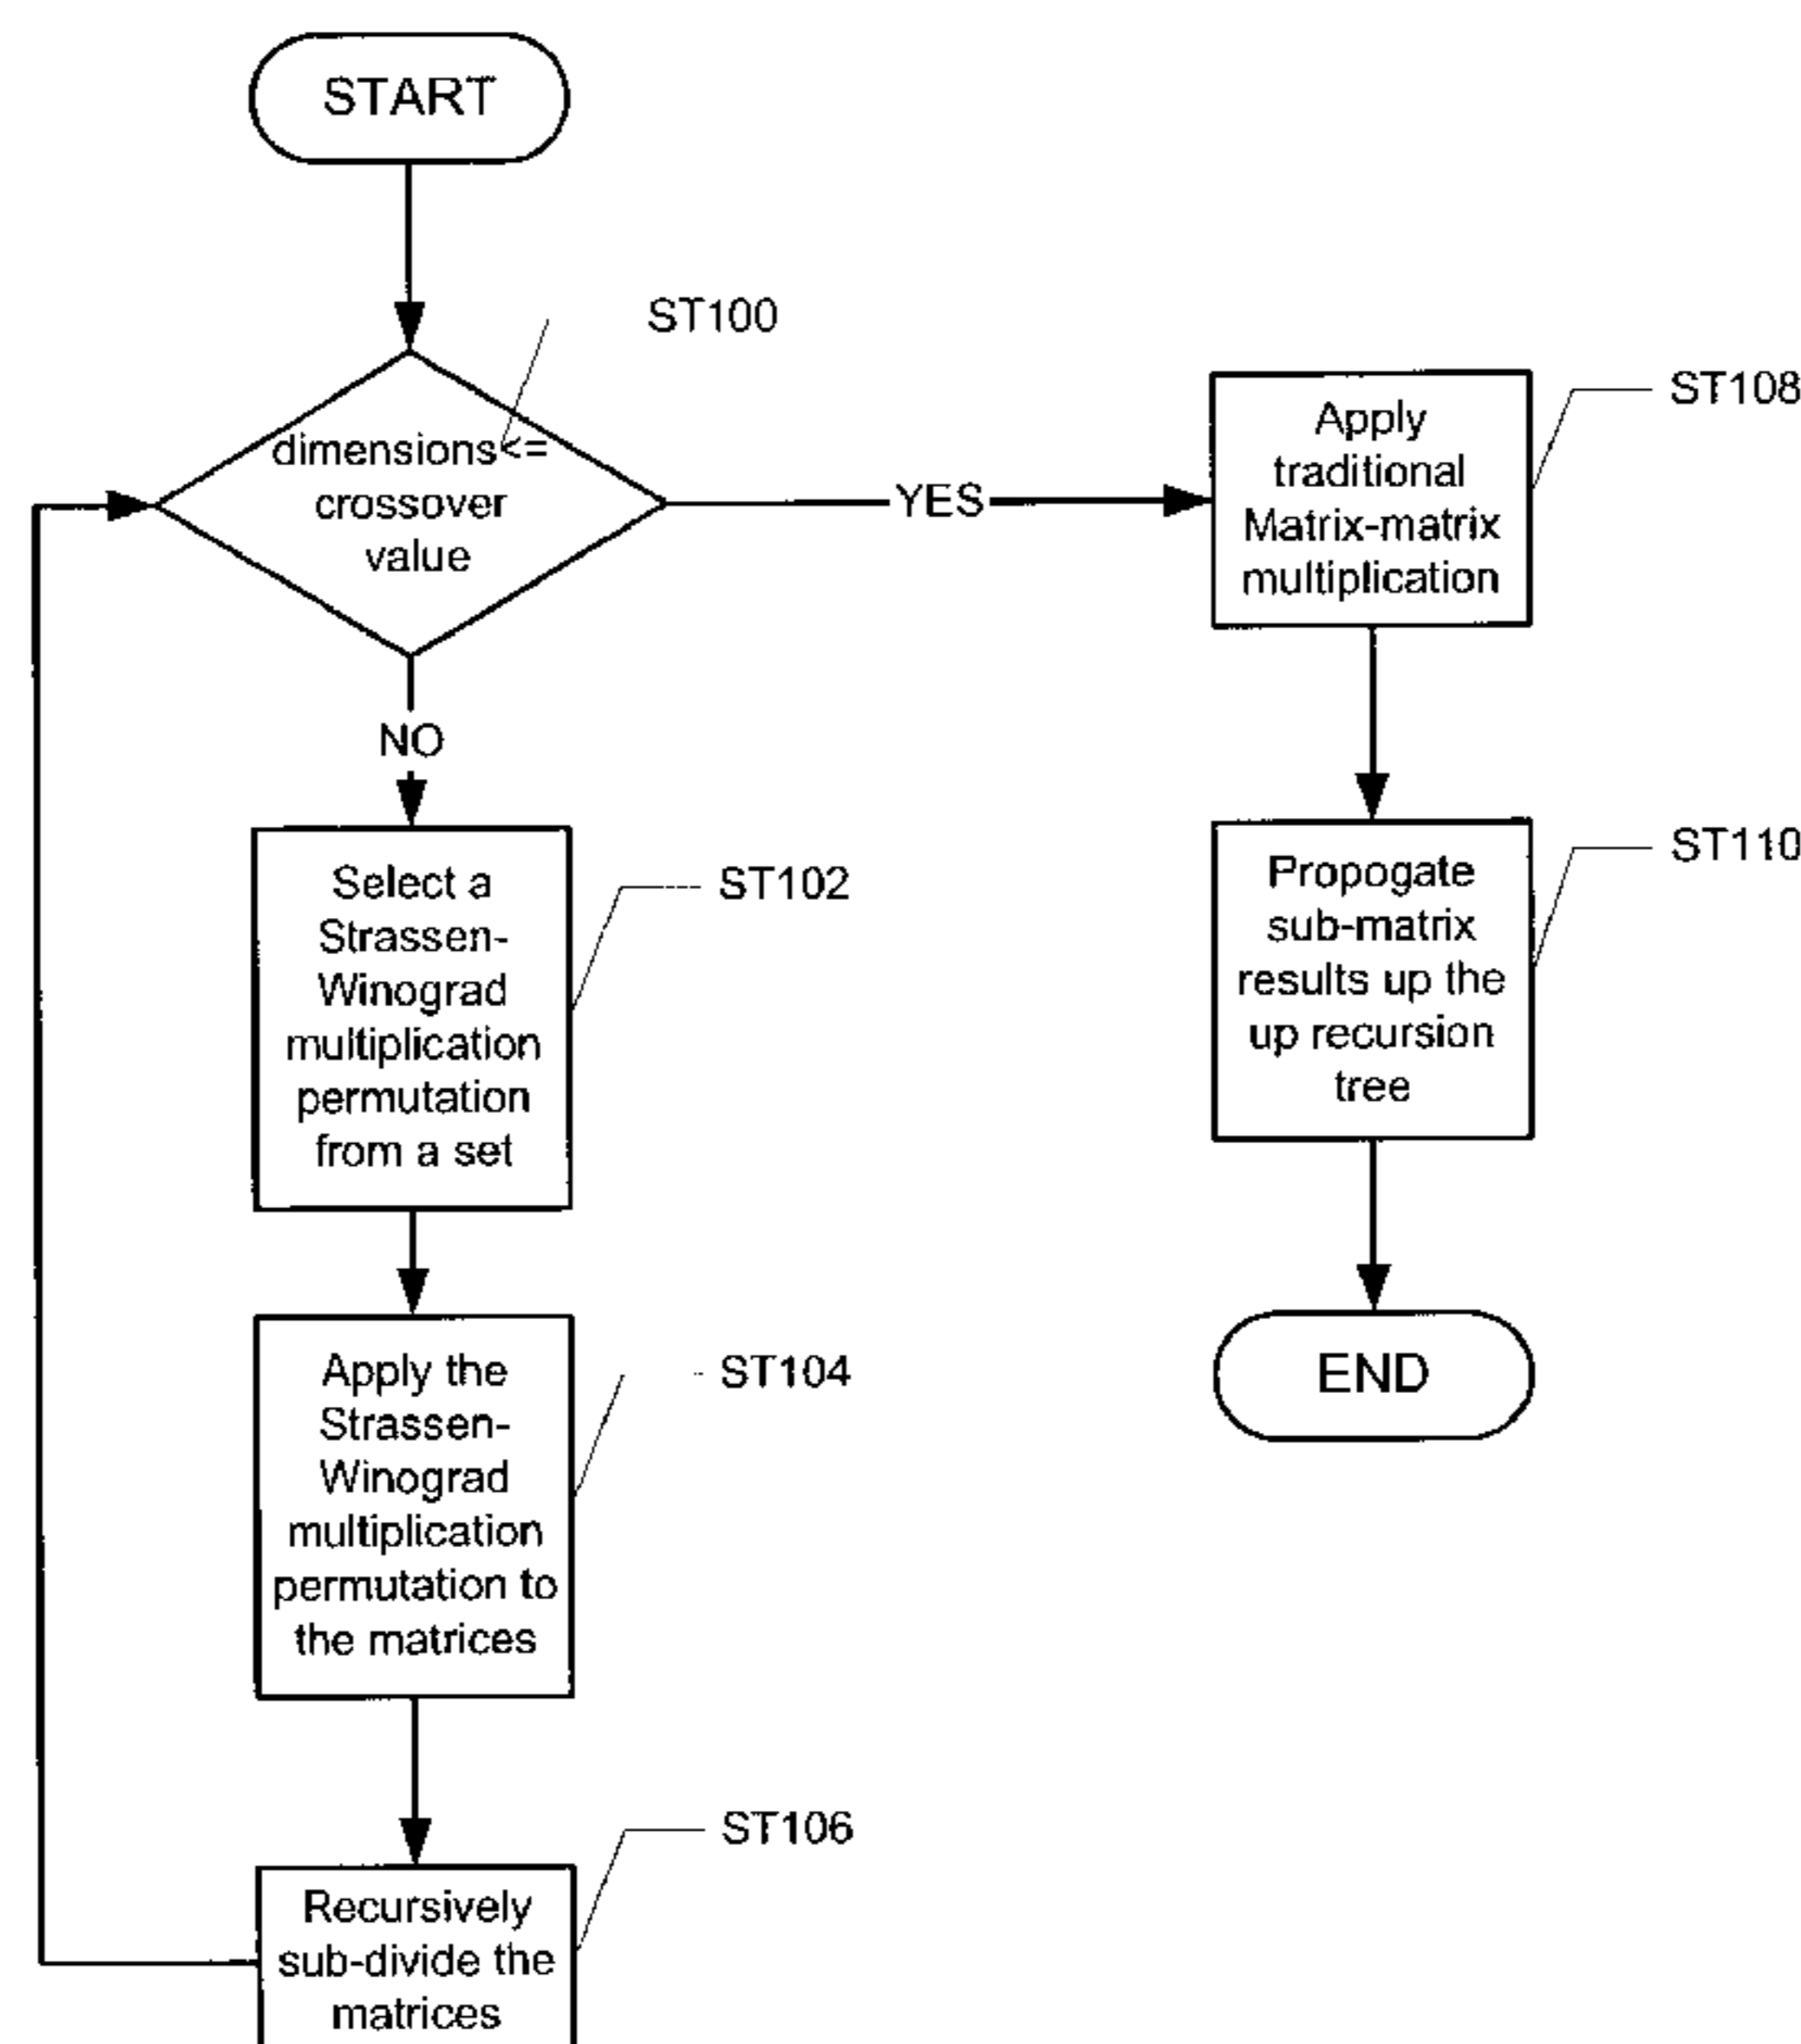 START
ST100
dimensions<=
crossover
value
YES
NO
Select a
Strassen-
Winograd
multiplication
permutation
from a set
ST102
Apply the
Strassen-
Winograd
multiplication
permutation to
the matrices
ST104
Recursively
sub-divide the
matrices
ST106
Apply
traditional
Matrix-matrix
multiplication
ST108
Propogate
sub-matrix
results up the
up recursion
tree
ST110
END